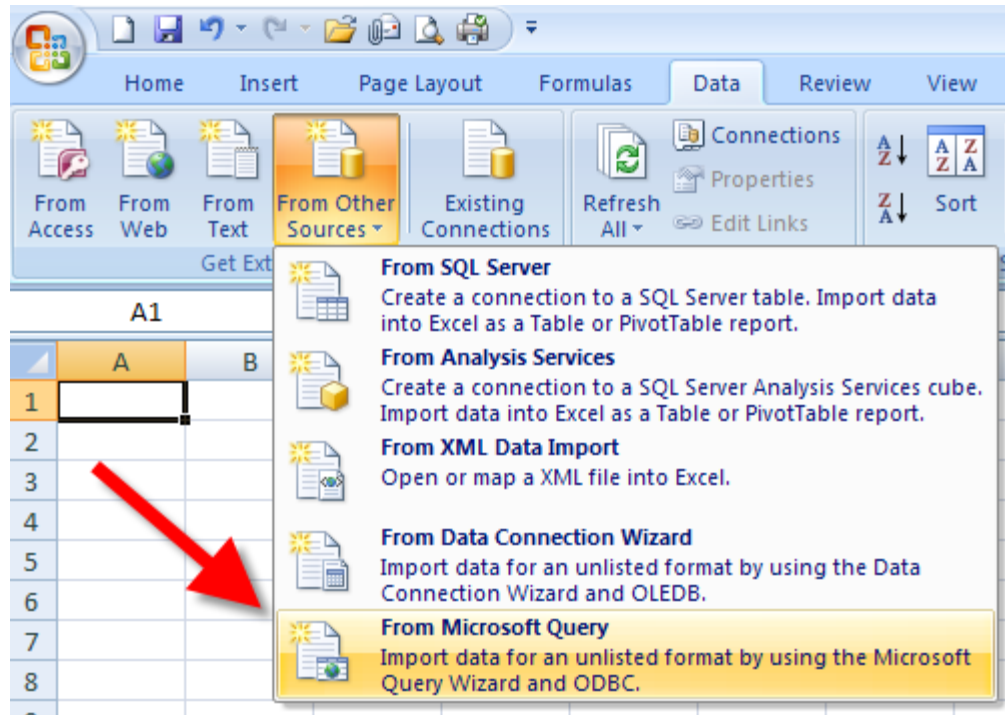 Home Insert Page Layout Formulas Data Review View
From Access
From Web
From Text
From Other Sources
Existing Connections
Refresh All
Connections
Properties
Edit Links
A Z
Z A
A Z
Z A
Sort
Get Ext
A1
A B
1
2
3
4
5
6
7
8
From SQL Server
Create a connection to a SQL Server table. Import data
into Excel as a Table or PivotTable report.
From Analysis Services
Create a connection to a SQL Server Analysis Services cube.
Import data into Excel as a Table or PivotTable report.
From XML Data Import
Open or map a XML file into Excel.
From Data Connection Wizard
Import data for an unlisted format by using the Data
Connection Wizard and OLEDB.
From Microsoft Query
Import data for an unlisted format by using the Microsoft
Query Wizard and ODBC.